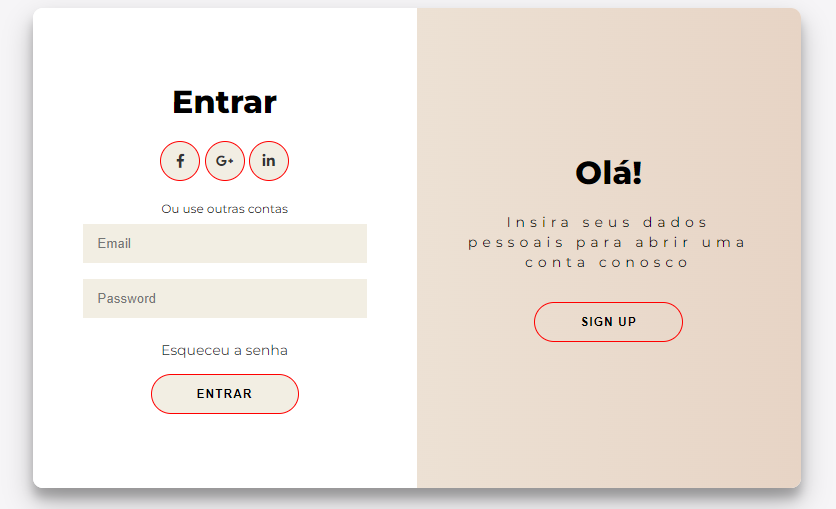 Entrar
f G+ in
Ou use outras contas
Email
Password
Esqueceu a senha
ENTRAR
Olá!
Insira seus dados
pessoais para abrir uma
conta conosco
SIGN UP